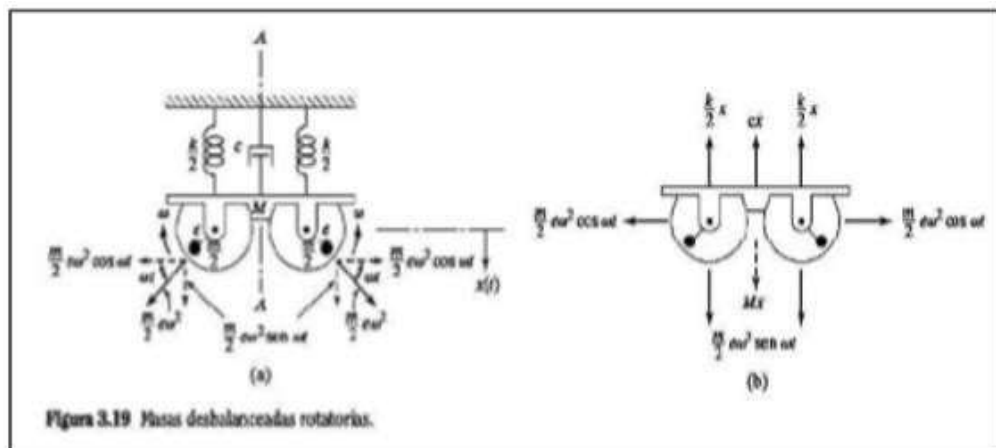 A
k/2
c
k/2
M
ω
ω
e
e
m/2
m/2
m/2 eω² cos ωt
m/2 eω² cos ωt
ωt
ωt
x(t)
A
m/2 eω²
m/2 eω² sen ωt
m/2 eω²
(a)
k/2 x
cẋ
k/2 x
m/2 eω² cos ωt
m/2 eω² cos ωt
Mẍ
m/2 eω² sen ωt
(b)
Figura 3.19 Masas desbalanceadas rotatorias.